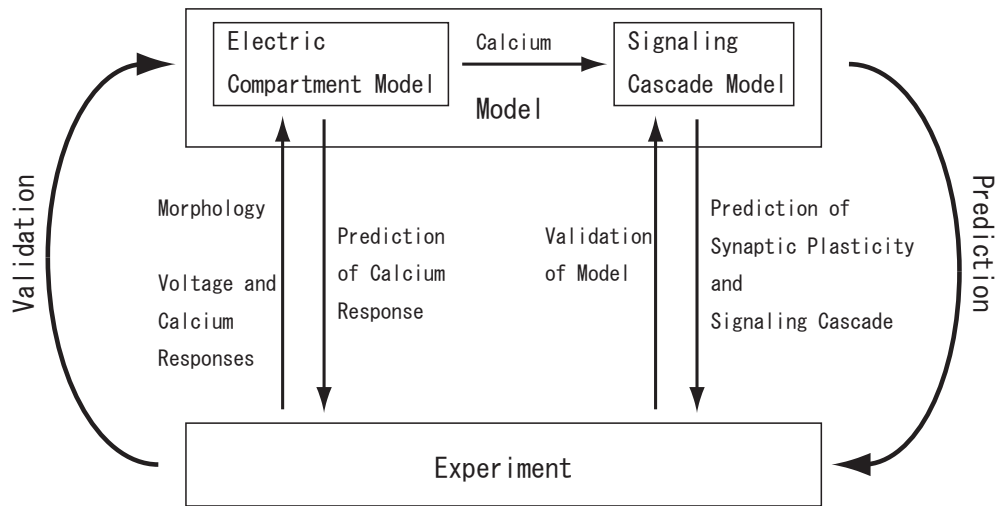 Electric
Compartment Model
Calcium
Signaling
Cascade Model
Model
Validation
Morphology
Voltage and
Calcium
Responses
Prediction
of Calcium
Response
Validation
of Model
Prediction of
Synaptic Plasticity
and
Signaling Cascade
Prediction
Experiment